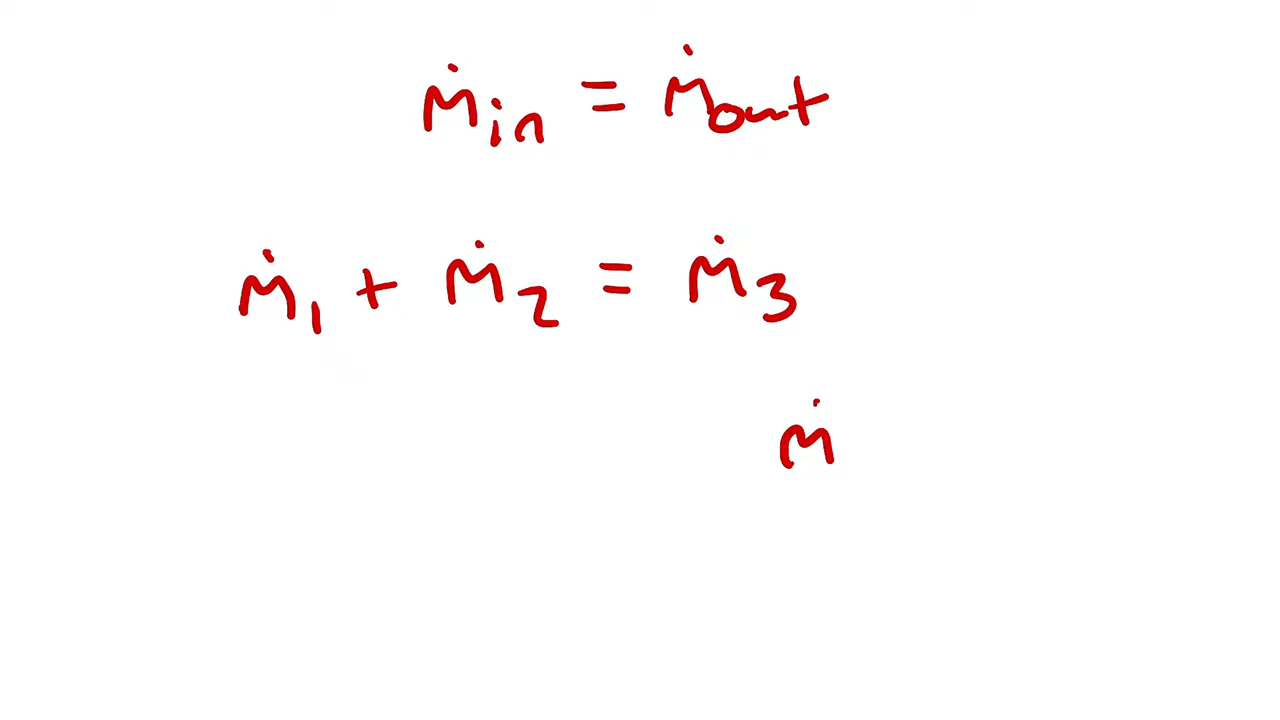 ṁin = ṁout
ṁ1 + ṁ2 = ṁ3
ṁ